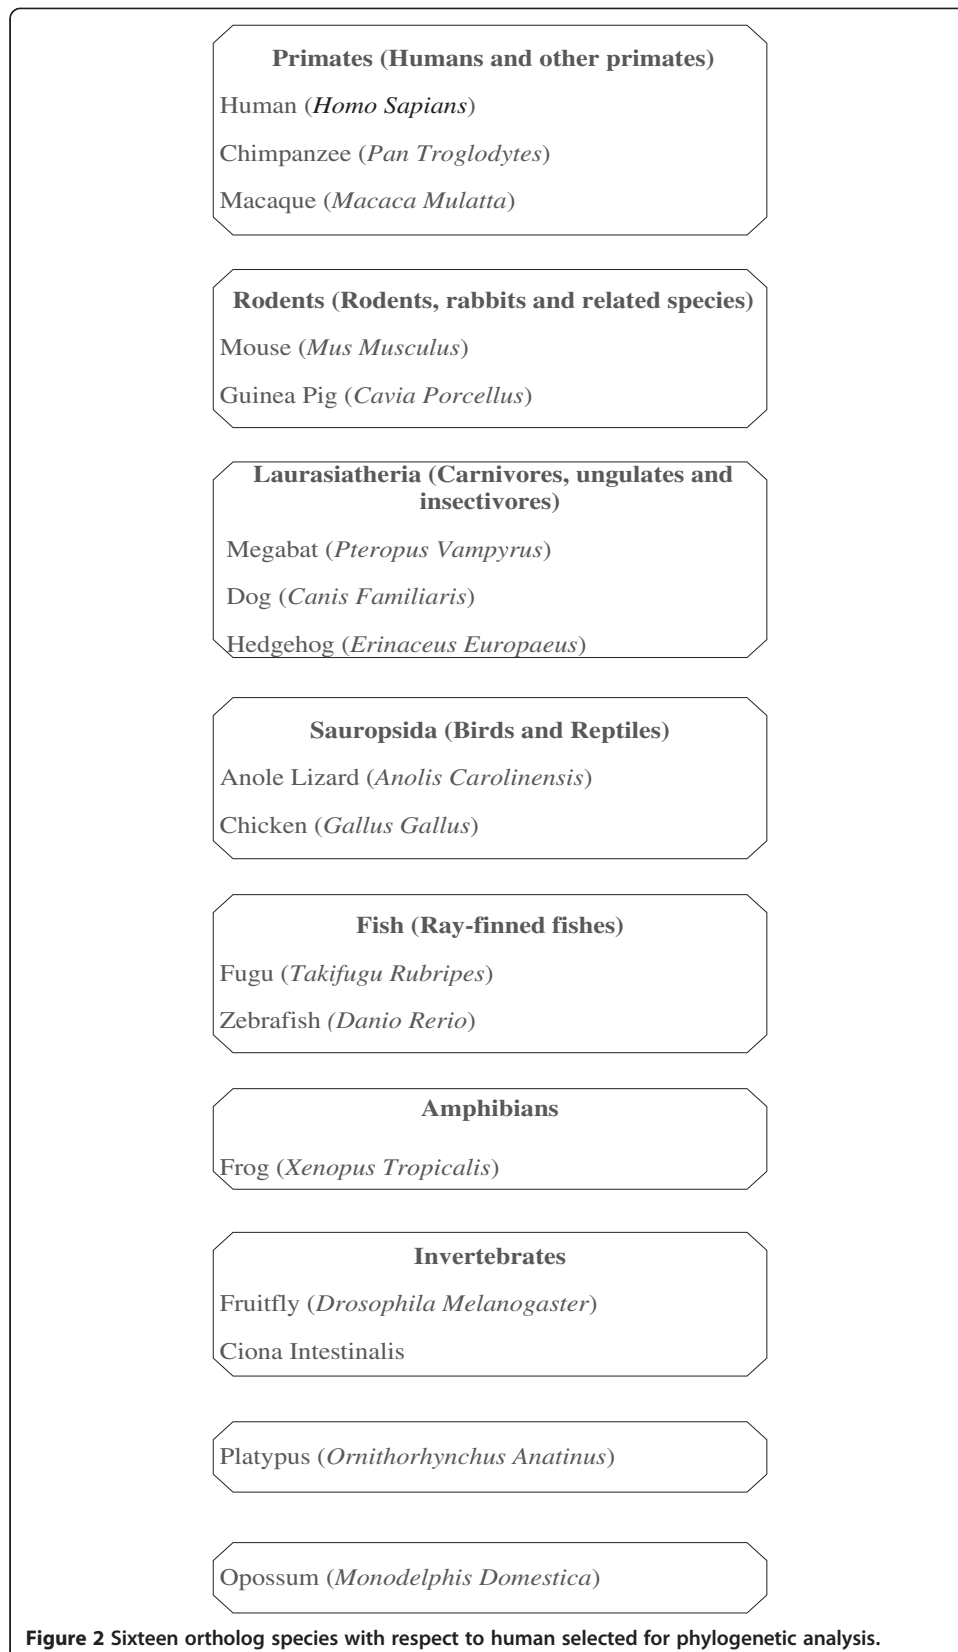 Primates (Humans and other primates)
Human (Homo Sapians)
Chimpanzee (Pan Troglodytes)
Macaque (Macaca Mulatta)
Rodents (Rodents, rabbits and related species)
Mouse (Mus Musculus)
Guinea Pig (Cavia Porcellus)
Laurasiatheria (Carnivores, ungulates and
insectivores)
Megabat (Pteropus Vampyrus)
Dog (Canis Familiaris)
Hedgehog (Erinaceus Europaeus)
Sauropsida (Birds and Reptiles)
Anole Lizard (Anolis Carolinensis)
Chicken (Gallus Gallus)
Fish (Ray-finned fishes)
Fugu (Takifugu Rubripes)
Zebrafish (Danio Rerio)
Amphibians
Frog (Xenopus Tropicalis)
Invertebrates
Fruitfly (Drosophila Melanogaster)
Ciona Intestinalis
Platypus (Ornithorhynchus Anatinus)
Opossum (Monodelphis Domestica)
Figure 2 Sixteen ortholog species with respect to human selected for phylogenetic analysis.